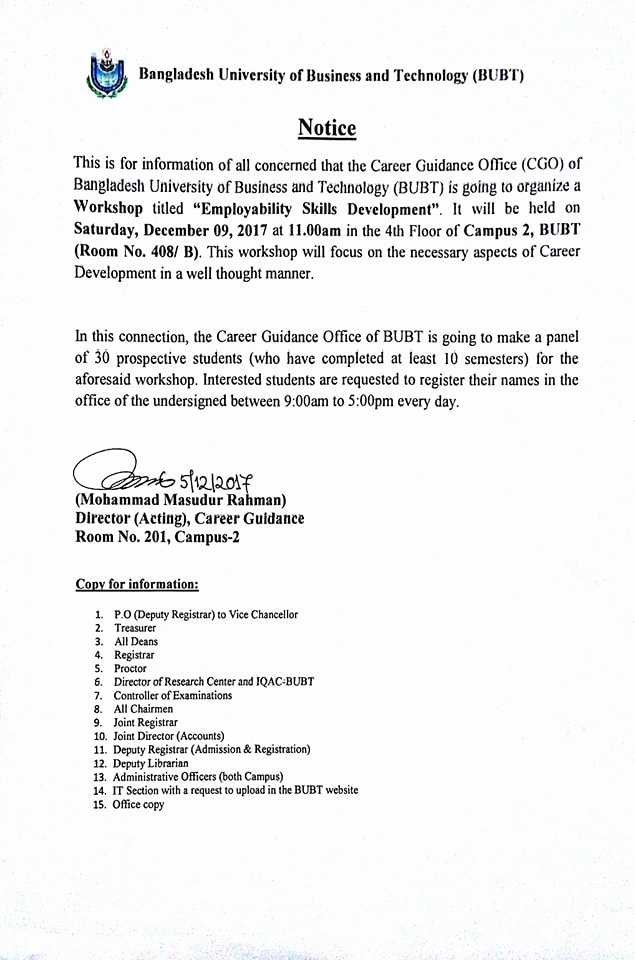 Bangladesh University of Business and Technology (BUBT)
Notice
This is for information of all concerned that the Career Guidance Office (CGO) of
Bangladesh University of Business and Technology (BUBT) is going to organize a
Workshop titled “Employability Skills Development”. It will be held on
Saturday, December 09, 2017 at 11.00am in the 4th Floor of Campus 2, BUBT
(Room No. 408/ B). This workshop will focus on the necessary aspects of Career
Development in a well thought manner.
In this connection, the Career Guidance Office of BUBT is going to make a panel
of 30 prospective students (who have completed at least 10 semesters) for the
aforesaid workshop. Interested students are requested to register their names in the
office of the undersigned between 9:00am to 5:00pm every day.
5/12/2017
(Mohammad Masudur Rahman)
Director (Acting), Career Guidance
Room No. 201, Campus-2
Copy for information:
1. P.O (Deputy Registrar) to Vice Chancellor
2. Treasurer
3. All Deans
4. Registrar
5. Proctor
6. Director of Research Center and IQAC-BUBT
7. Controller of Examinations
8. All Chairmen
9. Joint Registrar
10. Joint Director (Accounts)
11. Deputy Registrar (Admission & Registration)
12. Deputy Librarian
13. Administrative Officers (both Campus)
14. IT Section with a request to upload in the BUBT website
15. Office copy